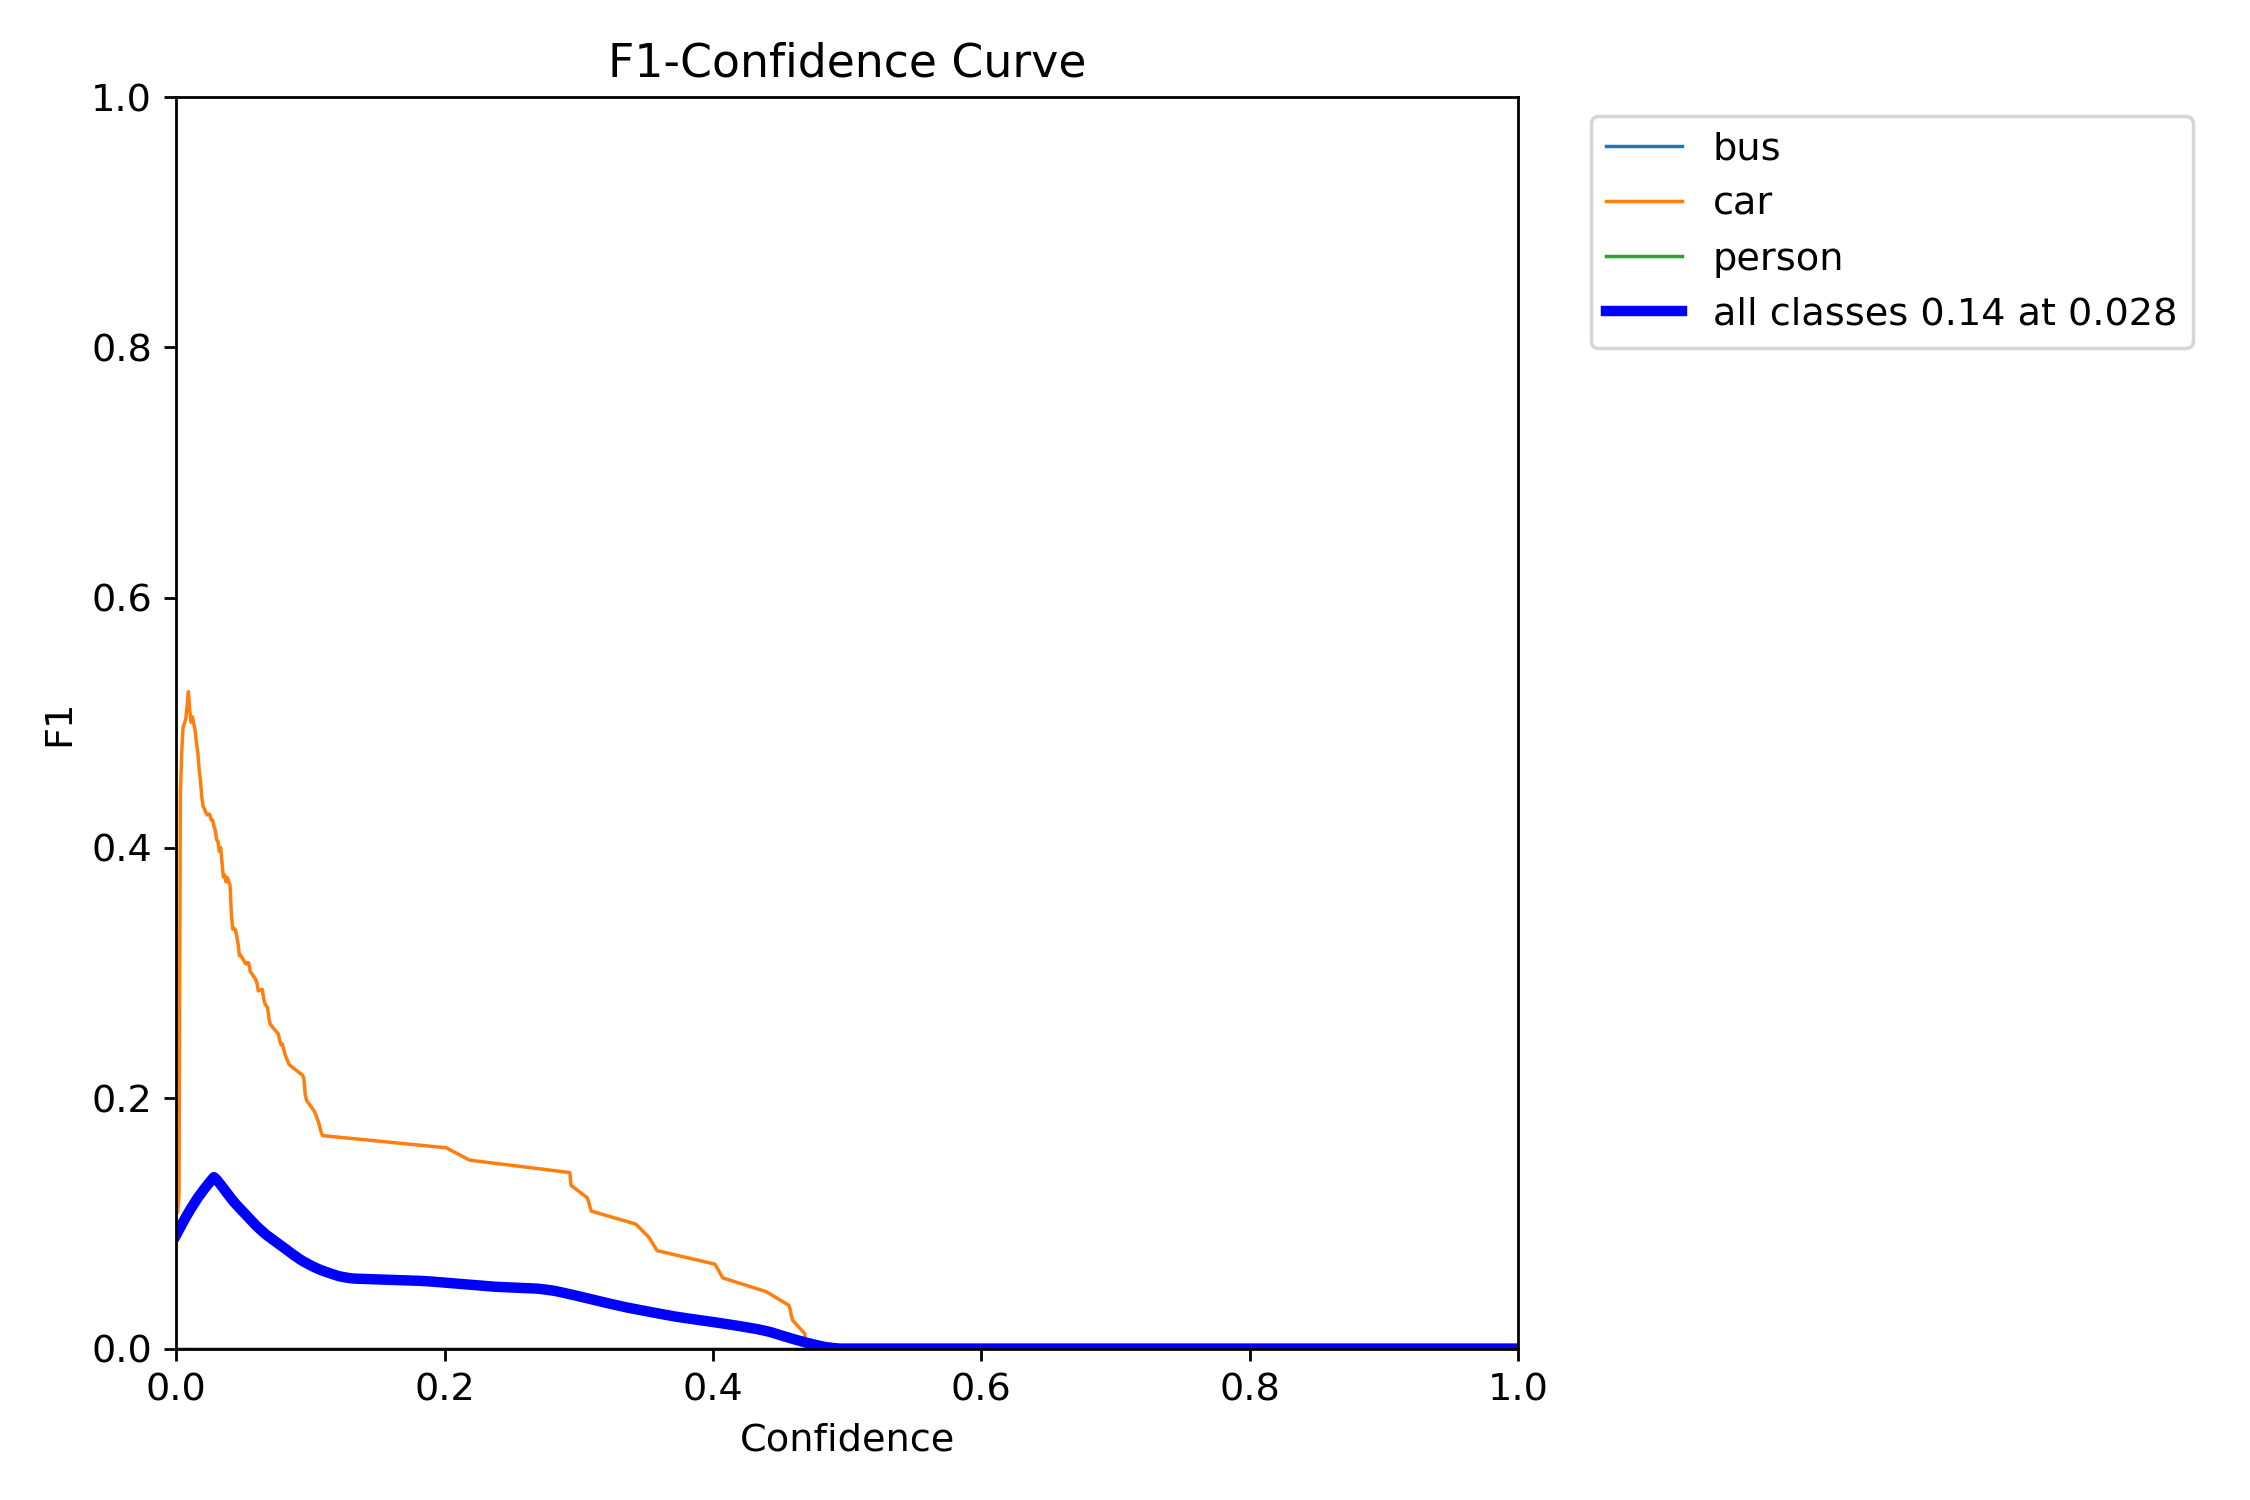 F1-Confidence Curve
1.0
0.8
0.6
0.4
0.2
0.0
F1
0.0 0.2 0.4 0.6 0.8 1.0
Confidence
bus
car
person
all classes 0.14 at 0.028